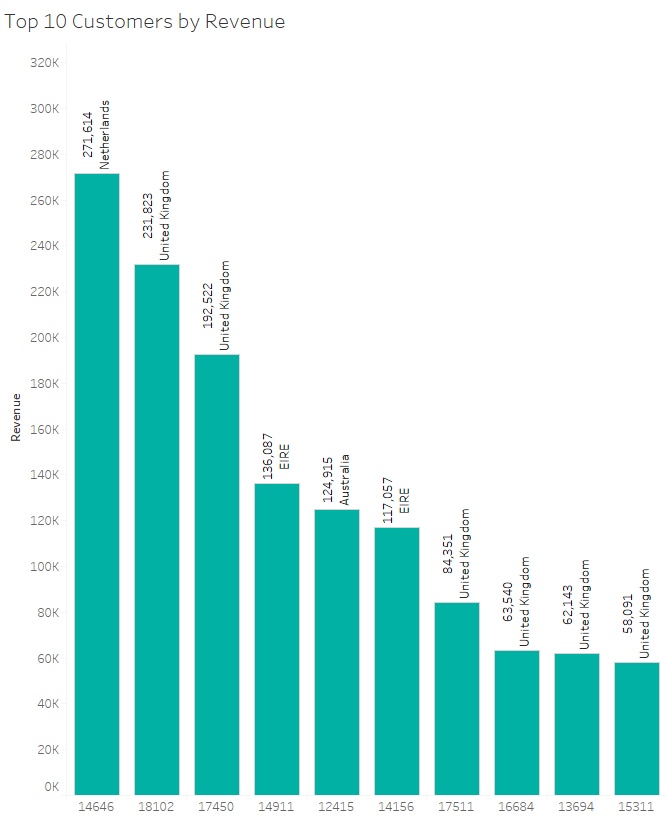 Top 10 Customers by Revenue
Revenue
320K
300K
280K
260K
240K
220K
200K
180K
160K
140K
120K
100K
80K
60K
40K
20K
0K
271,614
Netherlands
231,823
United Kingdom
192,522
United Kingdom
136,087
EIRE
124,915
Australia
117,057
EIRE
84,351
United Kingdom
63,540
United Kingdom
62,143
United Kingdom
58,091
United Kingdom
14646 18102 17450 14911 12415 14156 17511 16684 13694 15311